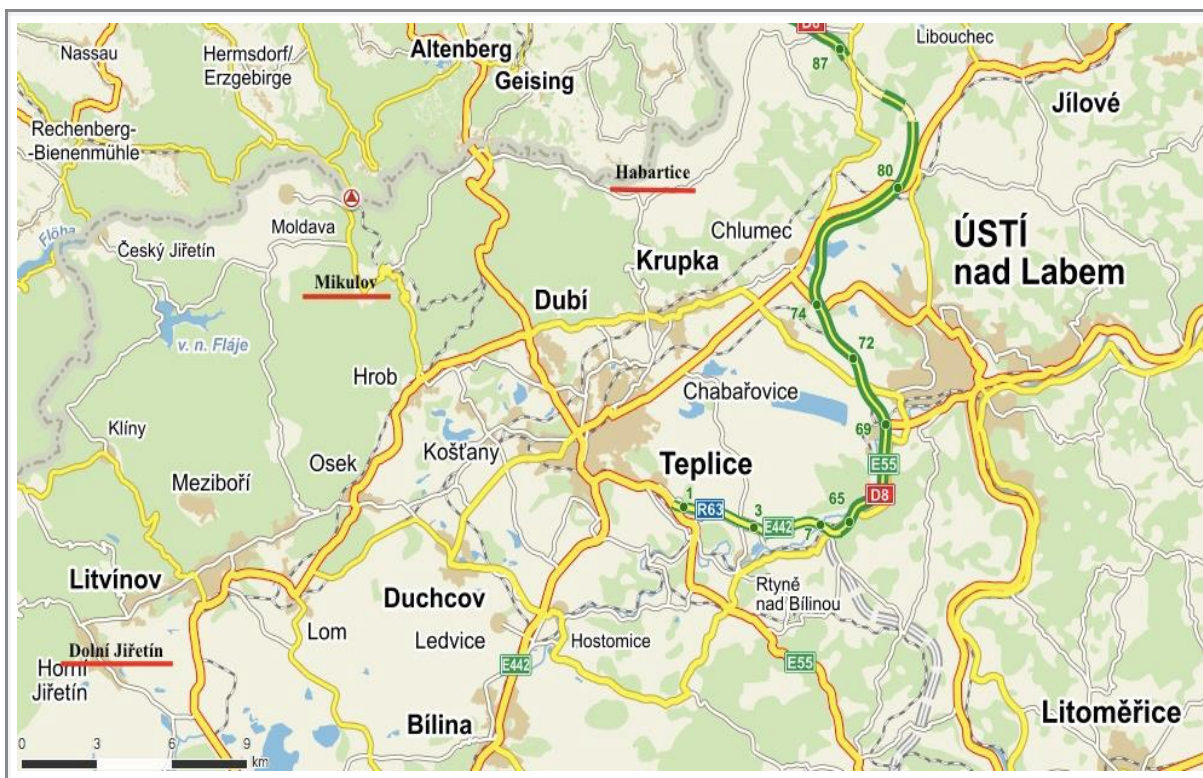 D8
Nassau
Hermsdorf/
Erzgebirge
Altenberg
Geising
87
Libouchec
Jílové
Rechenberg-
-Bienenmühle
Habartice
80
Flöha
Moldava
Český Jiřetín
Chlumec
ÚSTÍ
nad Labem
Krupka
Mikulov
Dubí
74
v. n. Fláje
72
Hrob
Chabařovice
Klíny
69
Košťany
Osek
Meziboří
Teplice
E55
D8
1
R63
3
E442
7
65
Litvínov
Duchcov
Rtyně
nad Bílinou
Lom
Ledvice
Hostomice
Dolní Jiřetín
Horní
Jiřetín
E442
E55
Bílina
Litoměřice
0 3 6 9
km